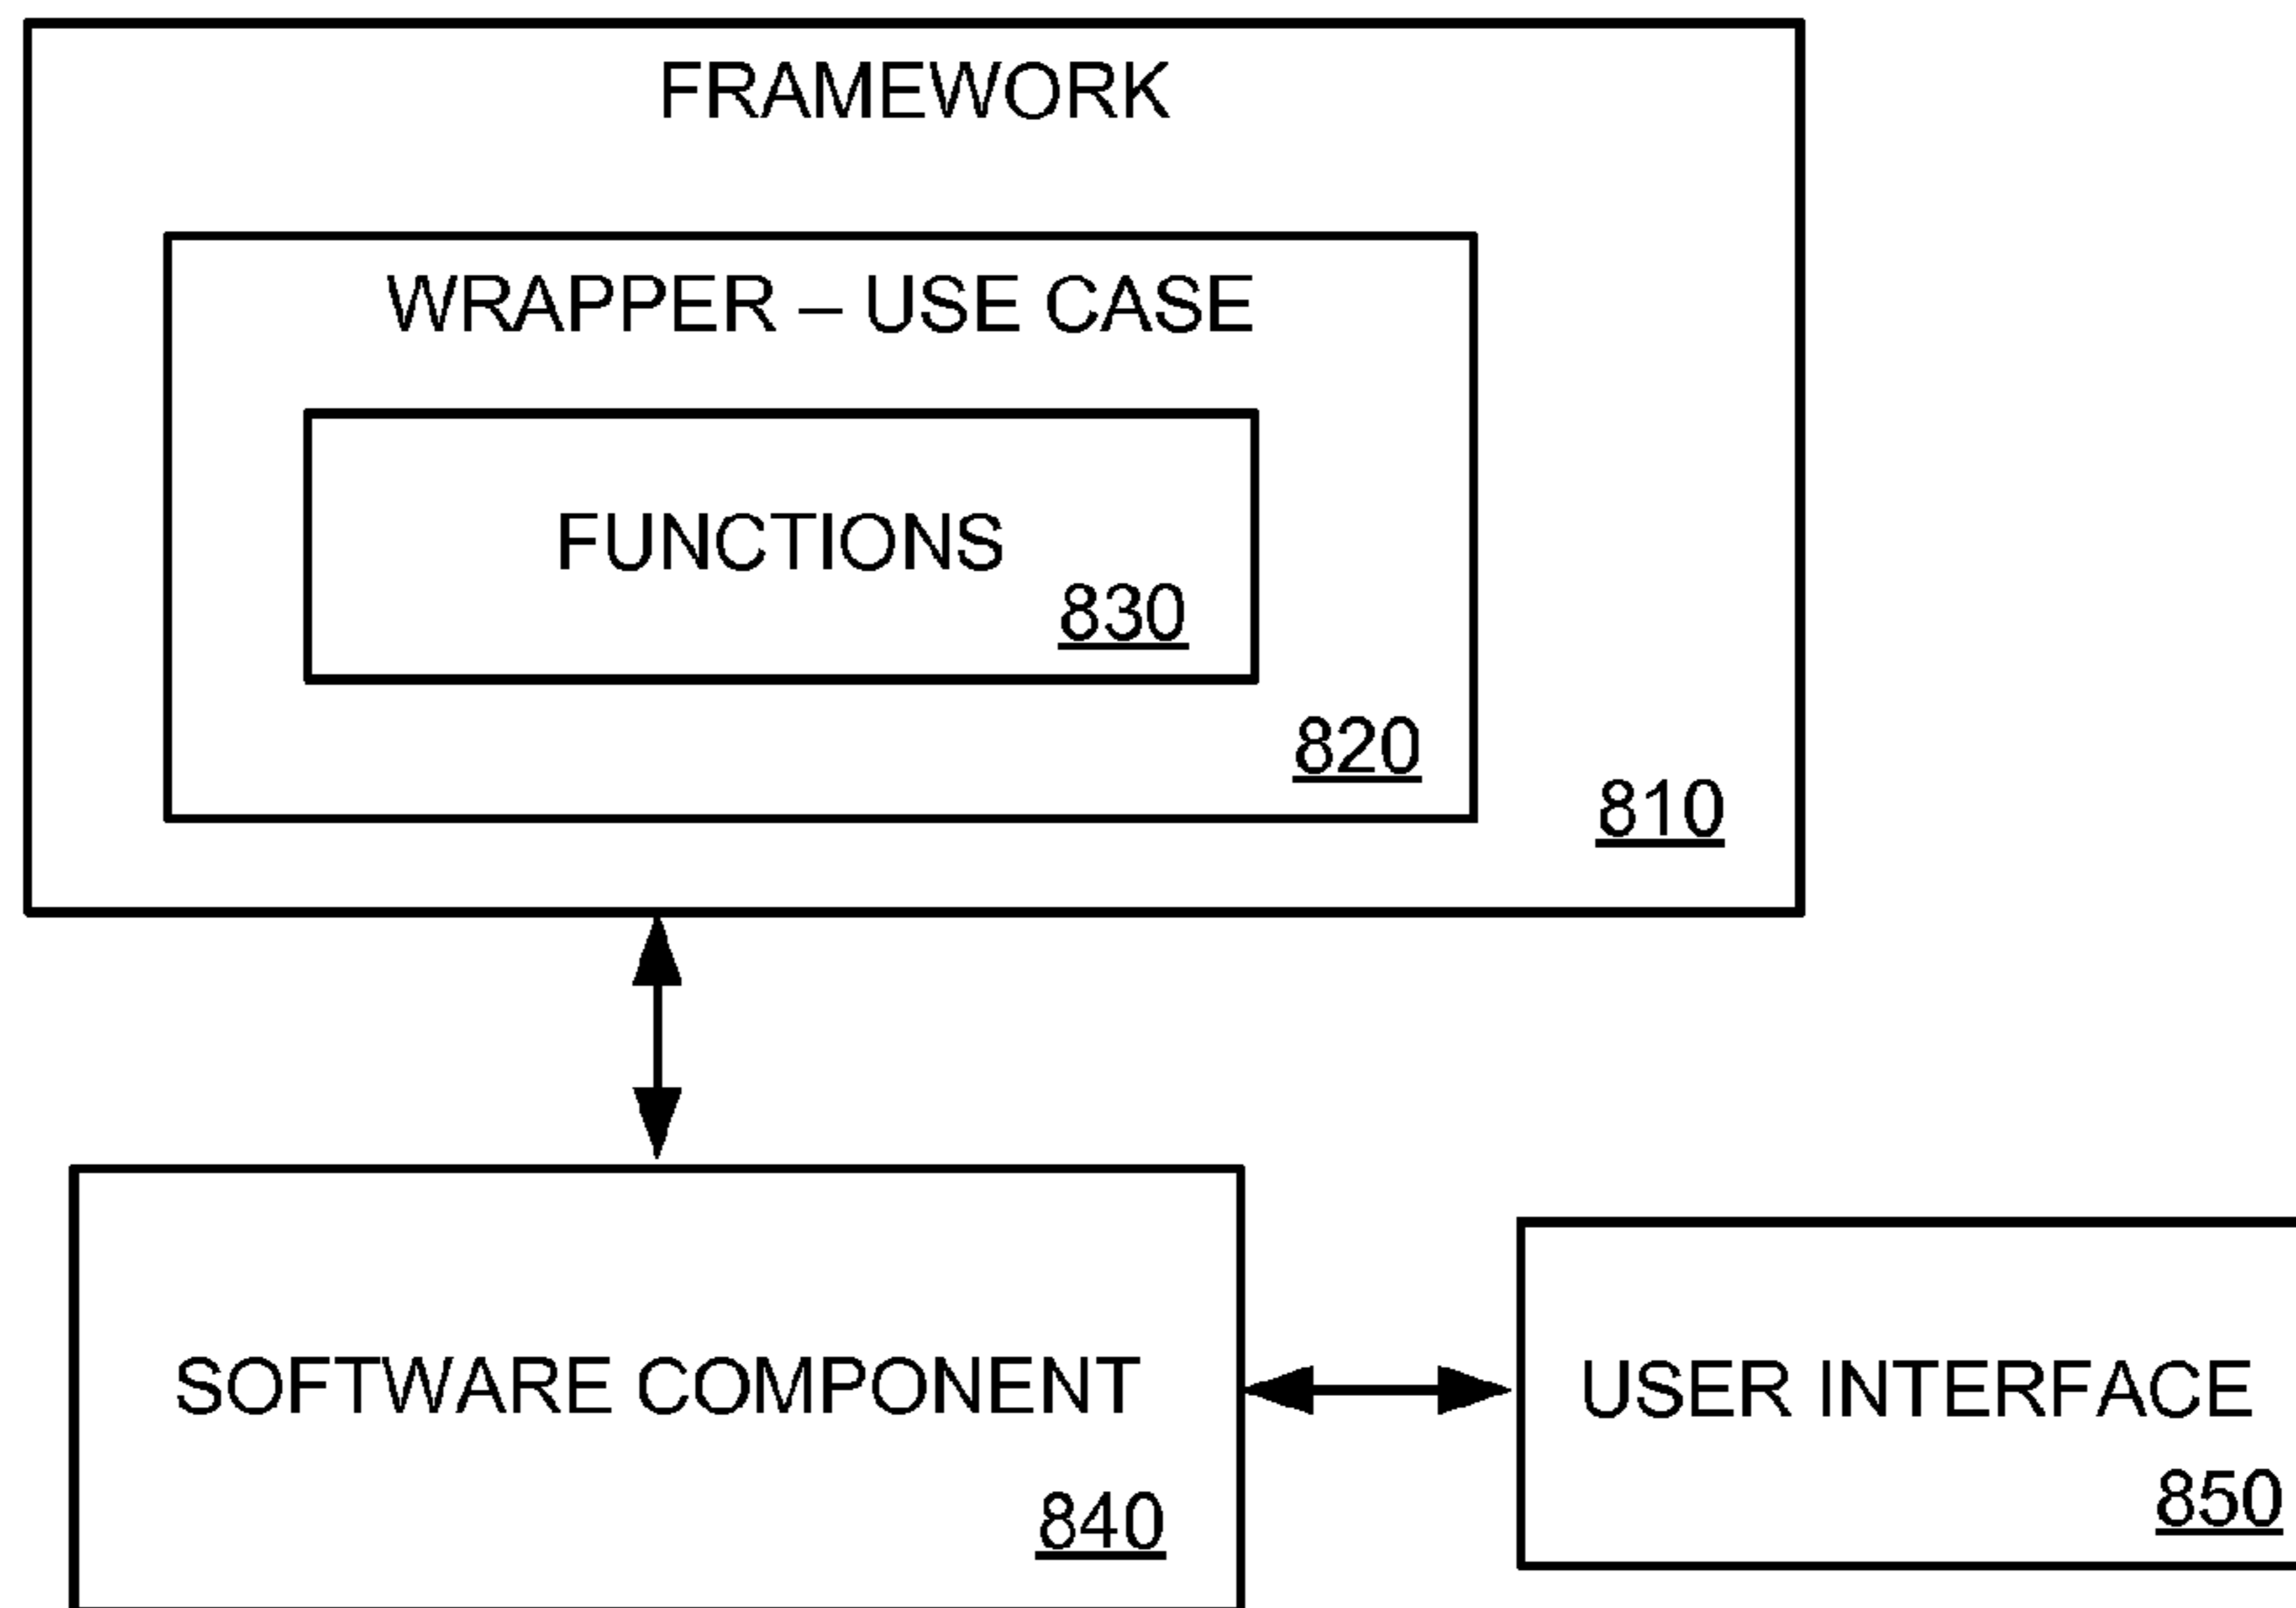 FRAMEWORK
WRAPPER – USE CASE
FUNCTIONS
830
820
810
SOFTWARE COMPONENT
840
USER INTERFACE
850